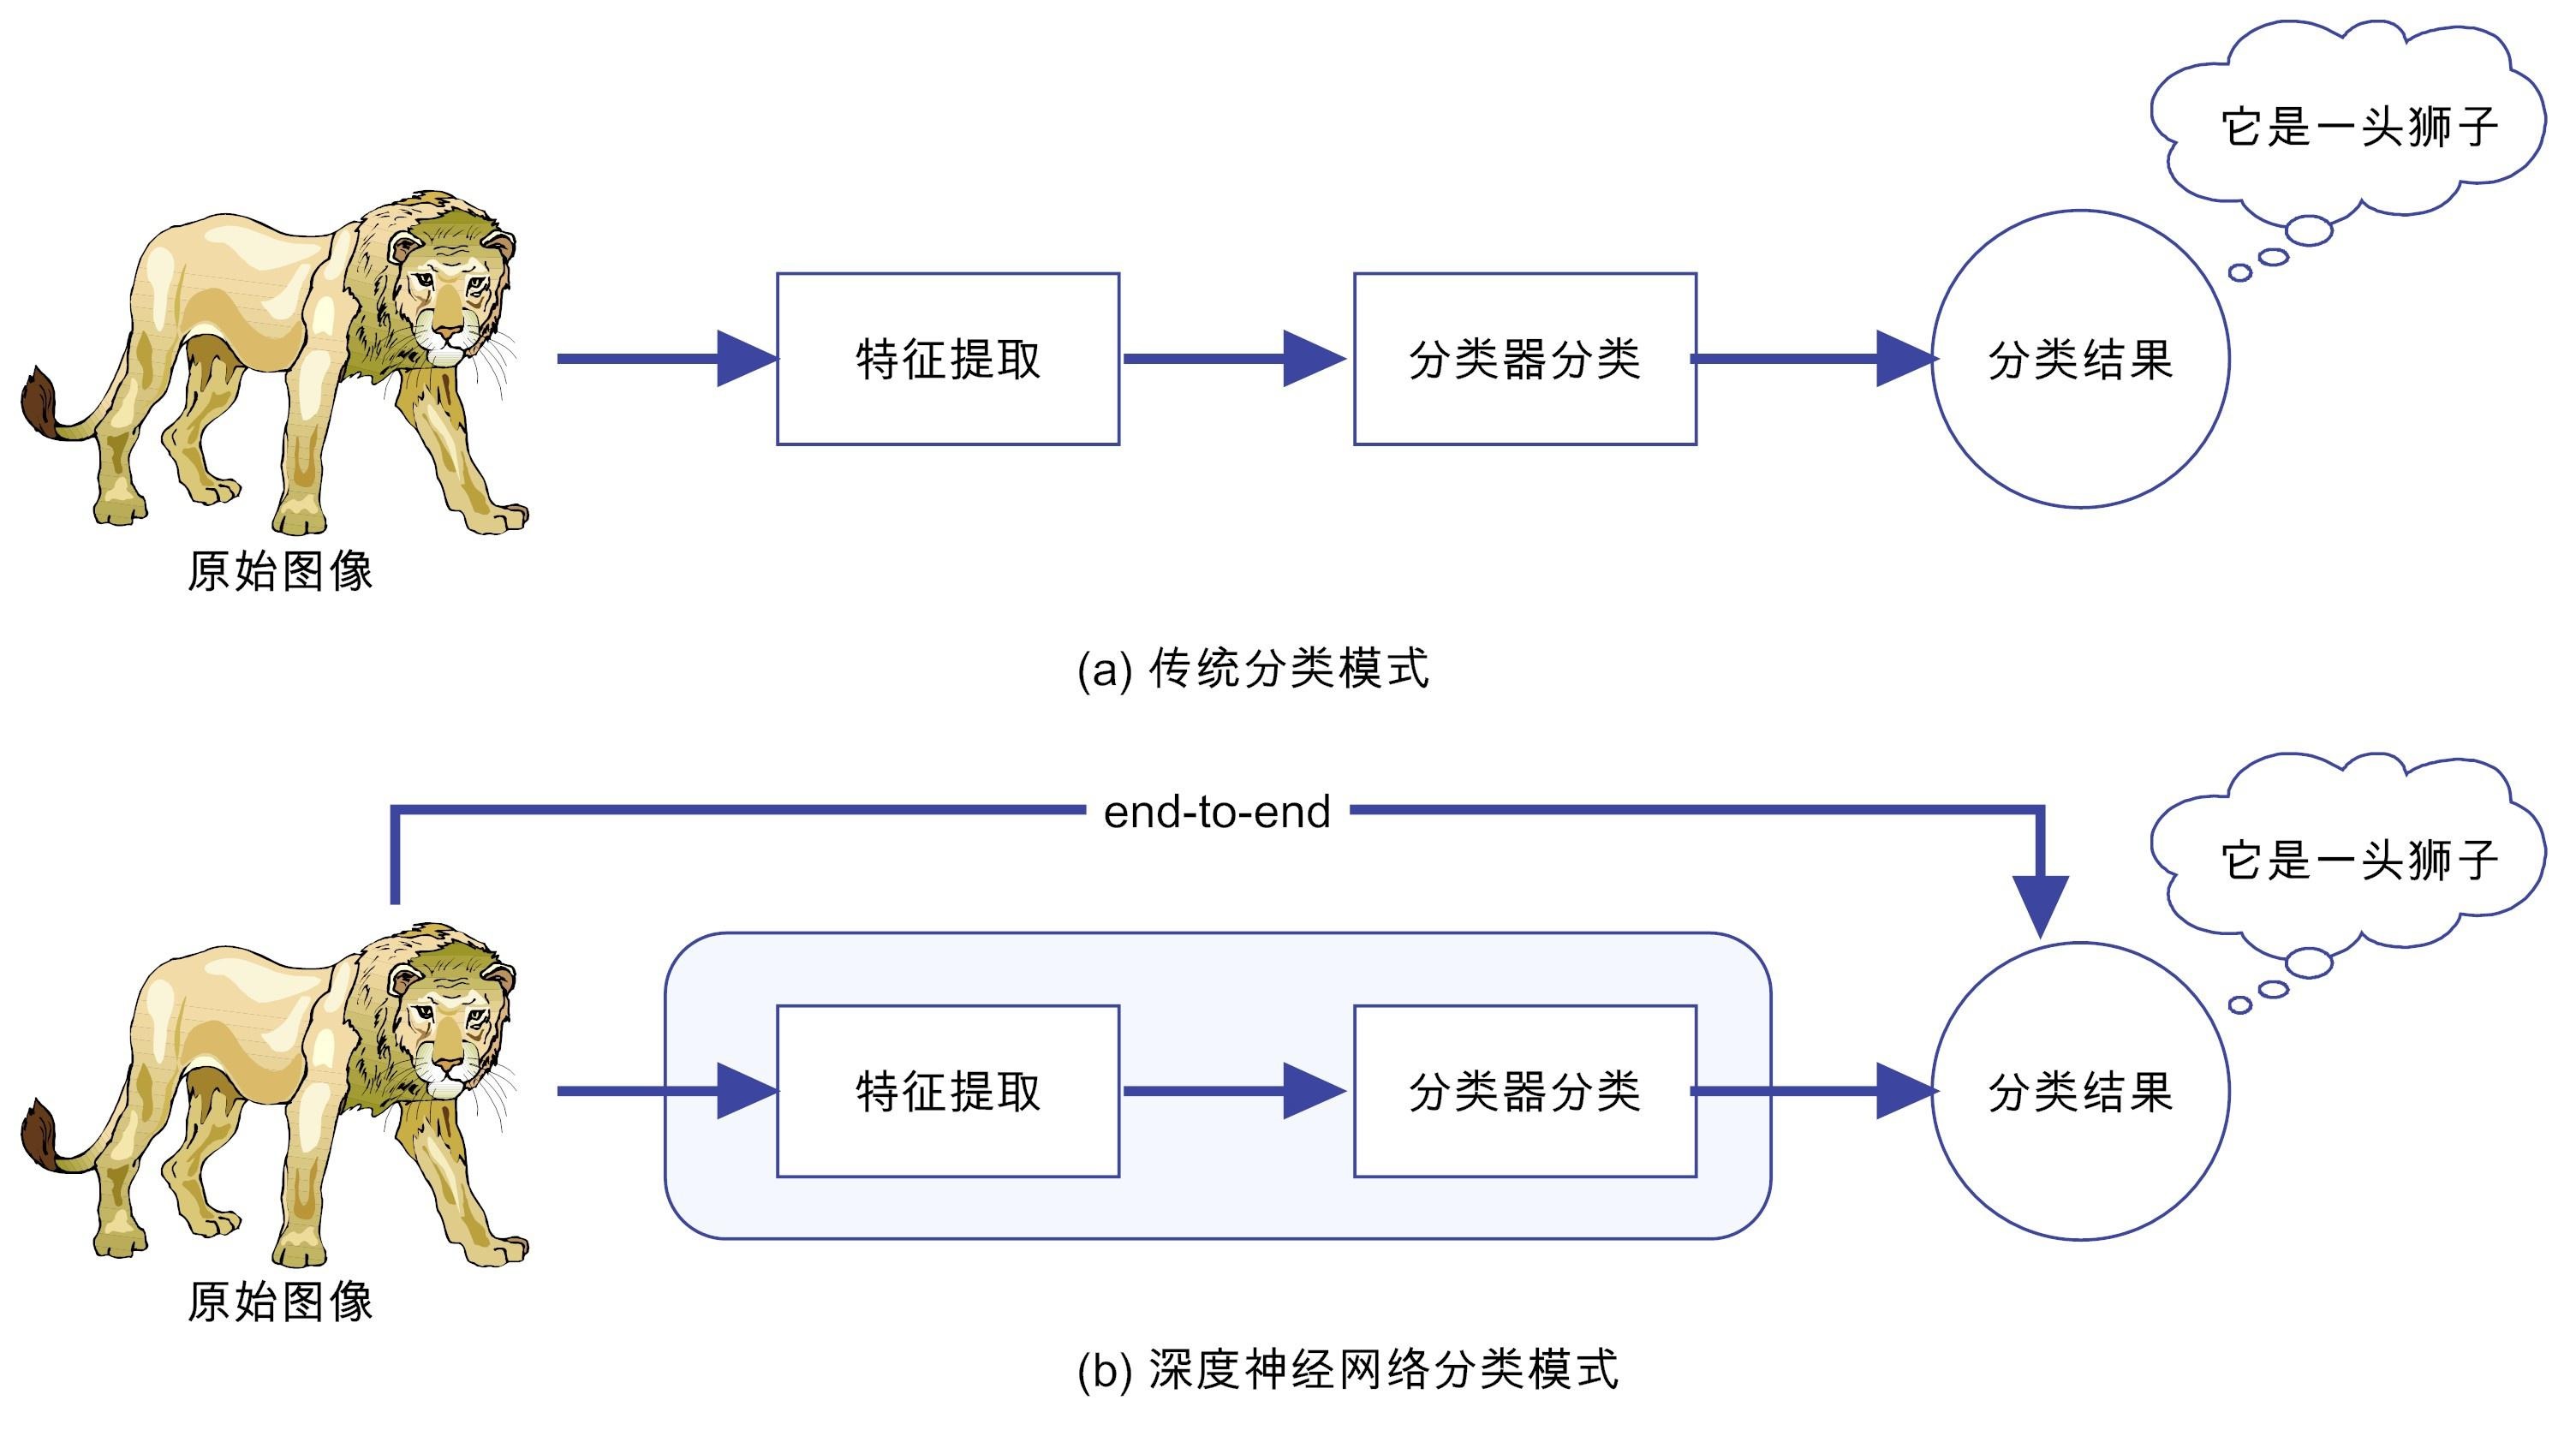 它是一头狮子
特征提取
分类器分类
分类结果
原始图像
(a) 传统分类模式
end-to-end
它是一头狮子
特征提取
分类器分类
分类结果
原始图像
(b) 深度神经网络分类模式